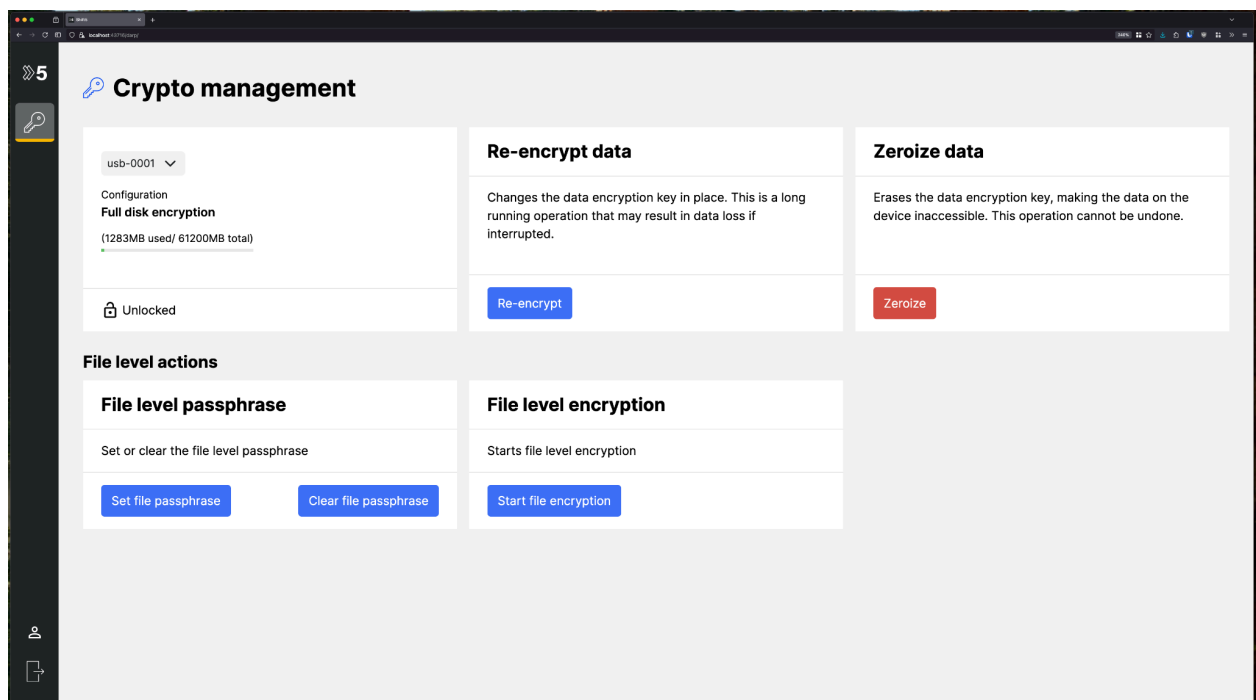 localhost:43719/darp/
5
Crypto management
usb-0001
Configuration
Full disk encryption
(1283MB used/ 61200MB total)
Unlocked
Re-encrypt data
Changes the data encryption key in place. This is a long
running operation that may result in data loss if
interrupted.
Re-encrypt
Zeroize data
Erases the data encryption key, making the data on the
device inaccessible. This operation cannot be undone.
Zeroize
File level actions
File level passphrase
Set or clear the file level passphrase
Set file passphrase
Clear file passphrase
File level encryption
Starts file level encryption
Start file encryption